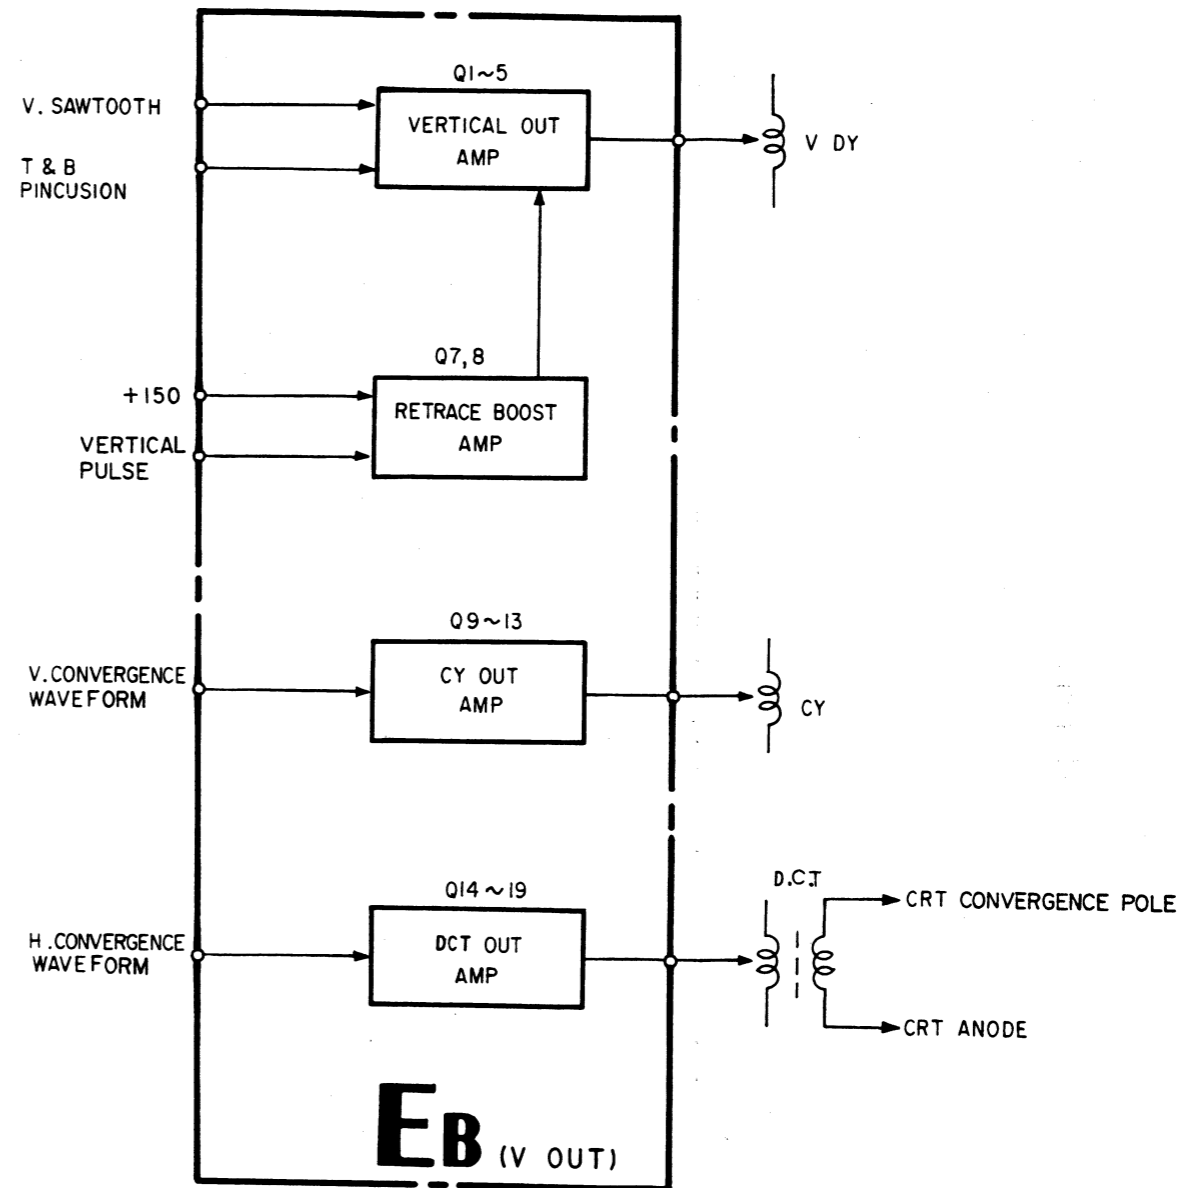 Q1~5
V. SAWTOOTH
VERTICAL OUT
AMP
V DY
T & B
PINCUSION
Q7,8
+150
RETRACE BOOST
AMP
VERTICAL
PULSE
Q9~13
V.CONVERGENCE
WAVEFORM
CY OUT
AMP
CY
Q14~19
D.C.T
CRT CONVERGENCE POLE
H.CONVERGENCE
WAVEFORM
DCT OUT
AMP
CRT ANODE
EB (V OUT)